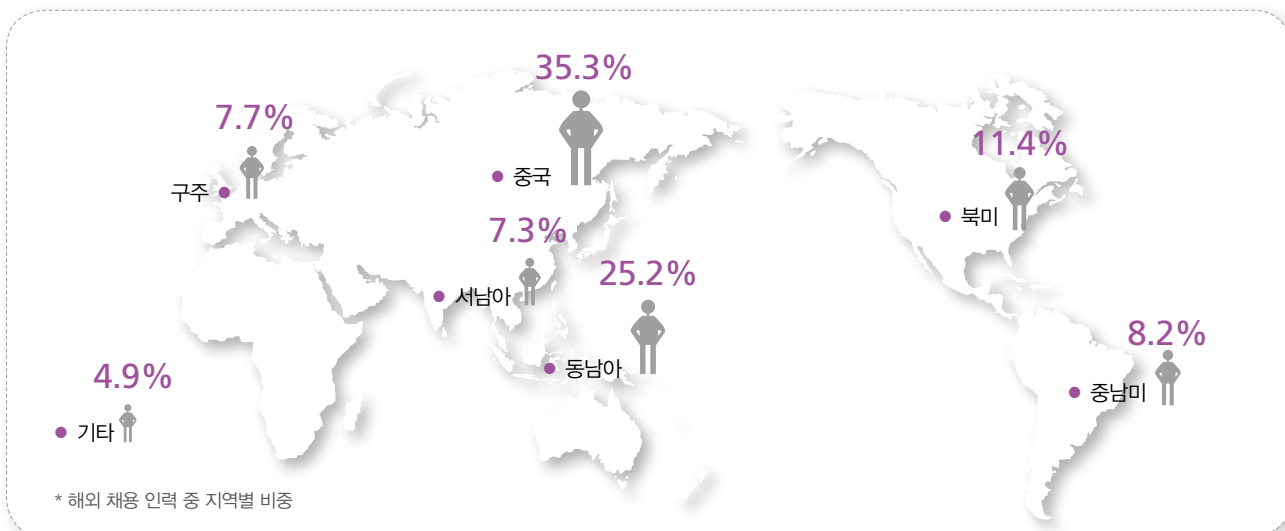 35.3%
7.7%
11.4%
중국
구주
북미
7.3%
25.2%
서남아
8.2%
동남아
4.9%
중남미
기타
* 해외 채용 인력 중 지역별 비중